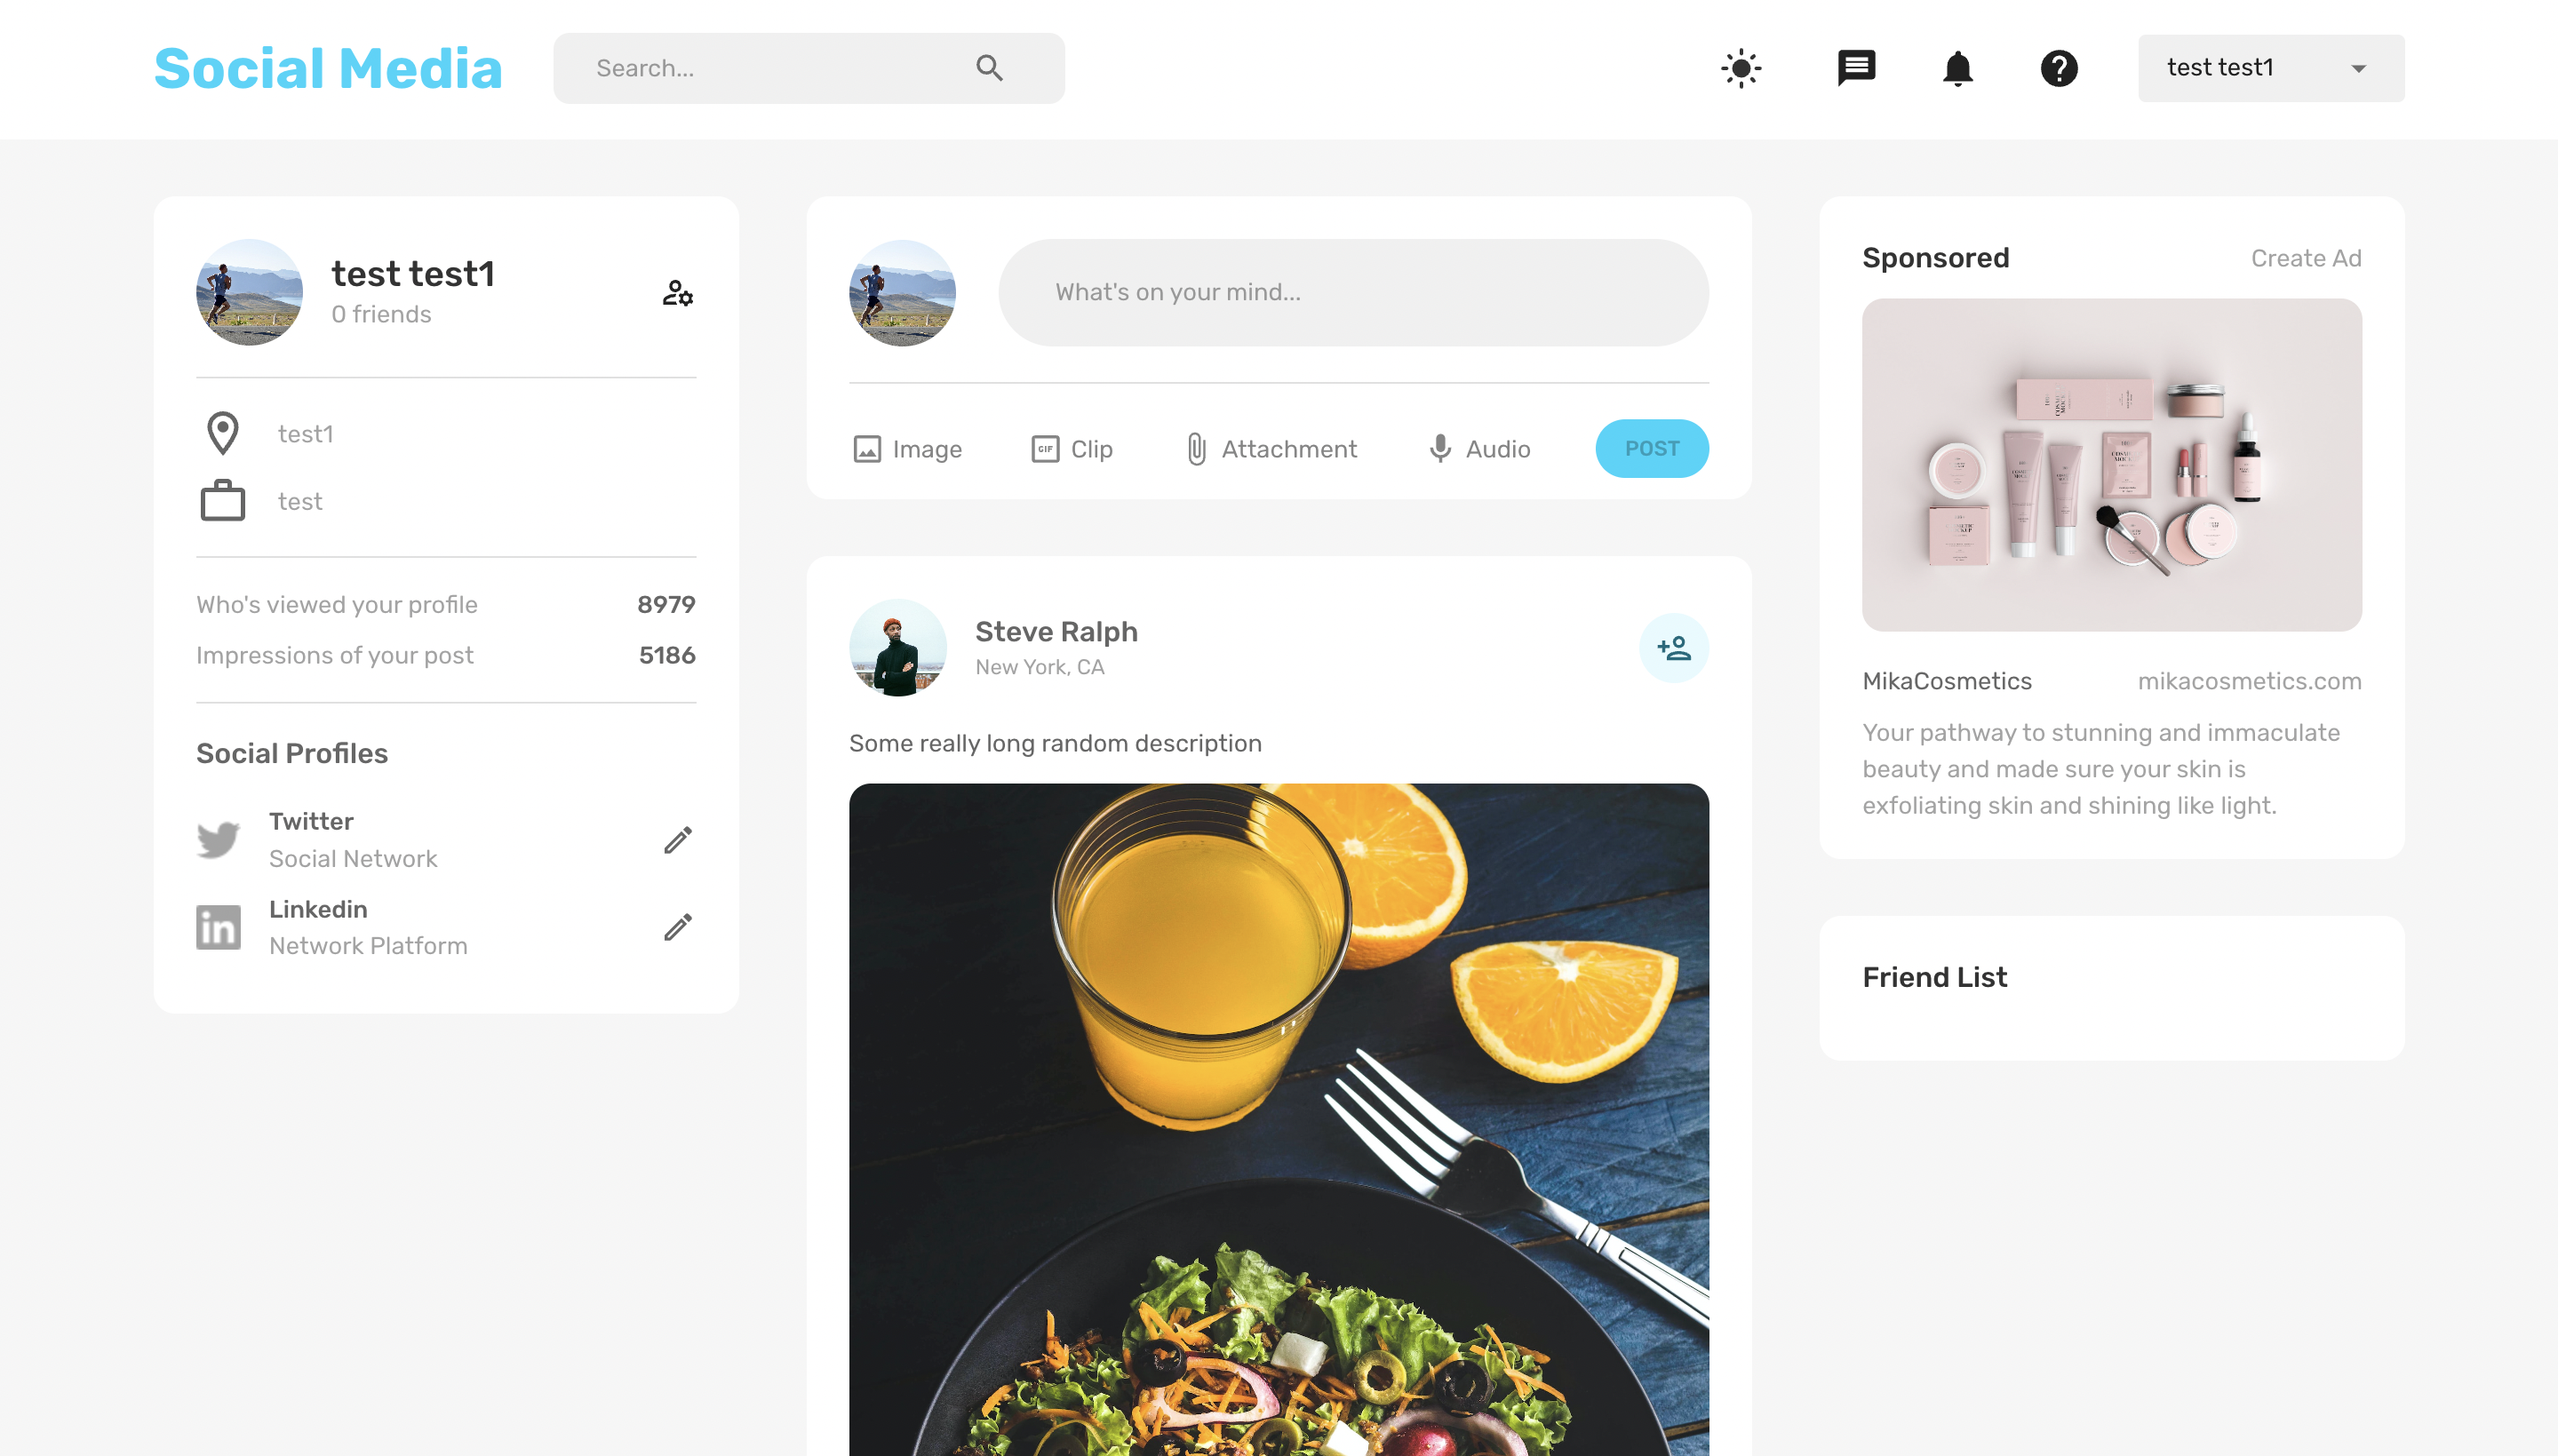 Social Media
Search...
test test1
test test1
0 friends
test1
test
Who's viewed your profile 8979
Impressions of your post 5186
Social Profiles
Twitter
Social Network
in
Linkedin
Network Platform
What's on your mind...
Image
GIF
Clip
Attachment
Audio
POST
Steve Ralph
New York, CA
Some really long random description
Sponsored
Create Ad
MikaCosmetics
mikacosmetics.com
Your pathway to stunning and immaculate
beauty and made sure your skin is
exfoliating skin and shining like light.
Friend List